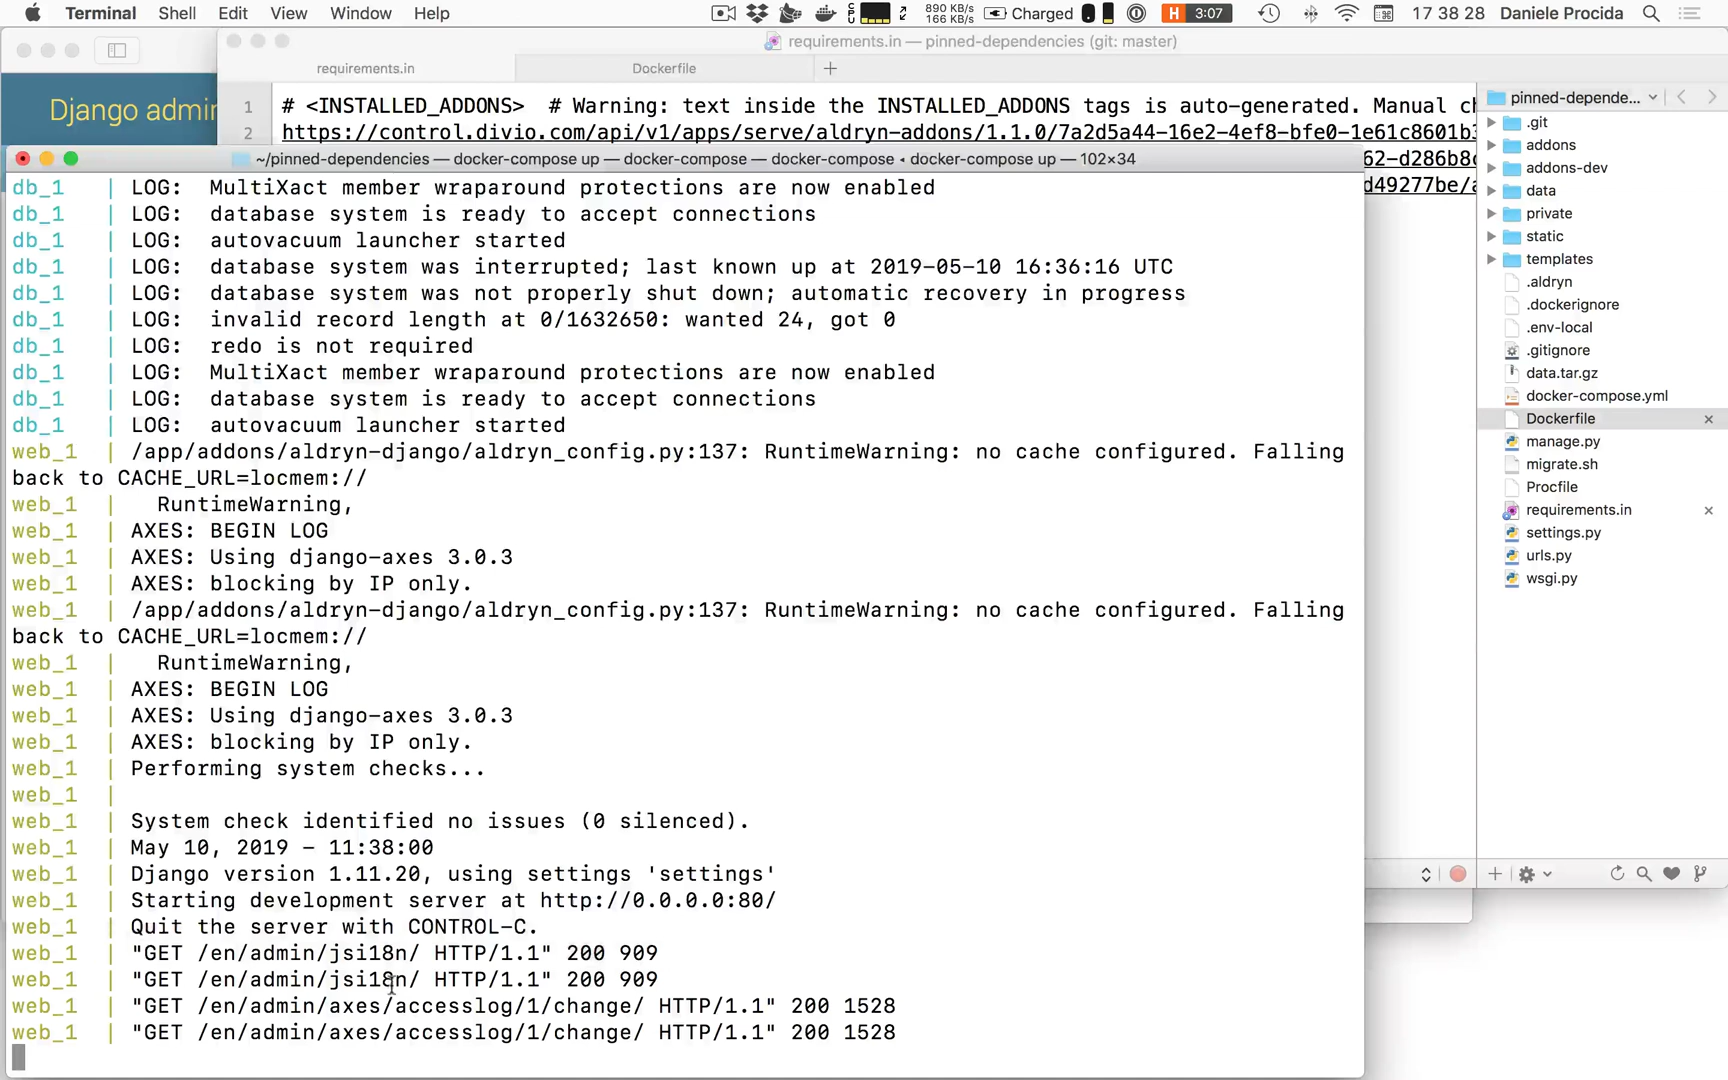 Terminal Shell Edit View Window Help 890 KB/s 166 KB/s Charged H 3:07 17 38 28 Daniele Procida
requirements.in — pinned-dependencies (git: master)
requirements.in Dockerfile +
Django admin
1 # <INSTALLED_ADDONS>  # Warning: text inside the INSTALLED_ADDONS tags is auto-generated. Manual ch
2 https://control.divio.com/api/v1/apps/serve/aldryn-addons/1.1.0/7a2d5a44-16e2-4ef8-bfe0-1e61c8601b3
62-d286b8c
d49277be/a
~/pinned-dependencies — docker-compose up — docker-compose — docker-compose ◂ docker-compose up — 102×34
db_1   | LOG:  MultiXact member wraparound protections are now enabled
db_1   | LOG:  database system is ready to accept connections
db_1   | LOG:  autovacuum launcher started
db_1   | LOG:  database system was interrupted; last known up at 2019-05-10 16:36:16 UTC
db_1   | LOG:  database system was not properly shut down; automatic recovery in progress
db_1   | LOG:  invalid record length at 0/1632650: wanted 24, got 0
db_1   | LOG:  redo is not required
db_1   | LOG:  MultiXact member wraparound protections are now enabled
db_1   | LOG:  database system is ready to accept connections
db_1   | LOG:  autovacuum launcher started
web_1  | /app/addons/aldryn-django/aldryn_config.py:137: RuntimeWarning: no cache configured. Falling
back to CACHE_URL=locmem://
web_1  |   RuntimeWarning,
web_1  | AXES: BEGIN LOG
web_1  | AXES: Using django-axes 3.0.3
web_1  | AXES: blocking by IP only.
web_1  | /app/addons/aldryn-django/aldryn_config.py:137: RuntimeWarning: no cache configured. Falling
back to CACHE_URL=locmem://
web_1  |   RuntimeWarning,
web_1  | AXES: BEGIN LOG
web_1  | AXES: Using django-axes 3.0.3
web_1  | AXES: blocking by IP only.
web_1  | Performing system checks...
web_1  |
web_1  | System check identified no issues (0 silenced).
web_1  | May 10, 2019 - 11:38:00
web_1  | Django version 1.11.20, using settings 'settings'
web_1  | Starting development server at http://0.0.0.0:80/
web_1  | Quit the server with CONTROL-C.
web_1  | "GET /en/admin/jsi18n/ HTTP/1.1" 200 909
web_1  | "GET /en/admin/jsi18n/ HTTP/1.1" 200 909
web_1  | "GET /en/admin/axes/accesslog/1/change/ HTTP/1.1" 200 1528
web_1  | "GET /en/admin/axes/accesslog/1/change/ HTTP/1.1" 200 1528
pinned-depende...
.git
addons
addons-dev
data
private
static
templates
.aldryn
.dockerignore
.env-local
.gitignore
data.tar.gz
docker-compose.yml
Dockerfile
manage.py
migrate.sh
Procfile
requirements.in
settings.py
urls.py
wsgi.py